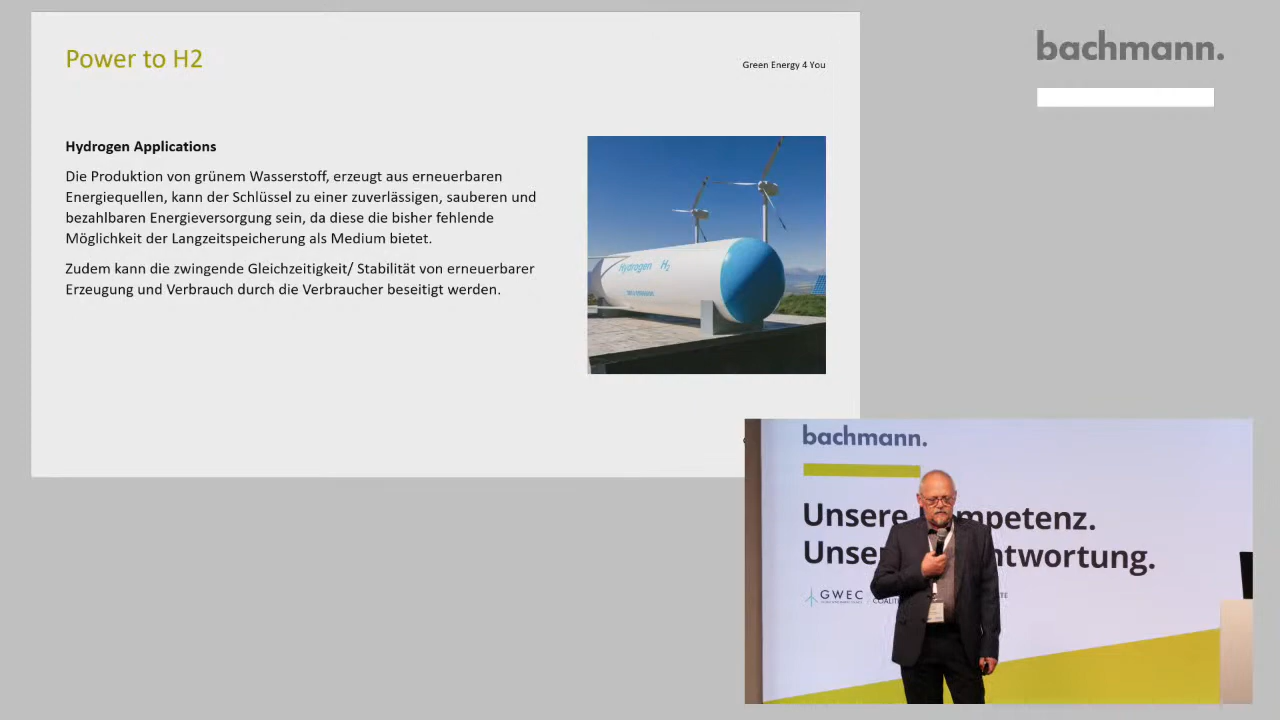 Power to H2
Green Energy 4 You
bachmann.
Hydrogen Applications
Die Produktion von grünem Wasserstoff, erzeugt aus erneuerbaren
Energiequellen, kann der Schlüssel zu einer zuverlässigen, sauberen und
bezahlbaren Energieversorgung sein, da diese die bisher fehlende
Möglichkeit der Langzeitspeicherung als Medium bietet.
Zudem kann die zwingende Gleichzeitigkeit/ Stabilität von erneuerbarer
Erzeugung und Verbrauch durch die Verbraucher beseitigt werden.
Hydrogen H2
bachmann.
Unsere mpetenz.
Unser ntwortung.
GWEC